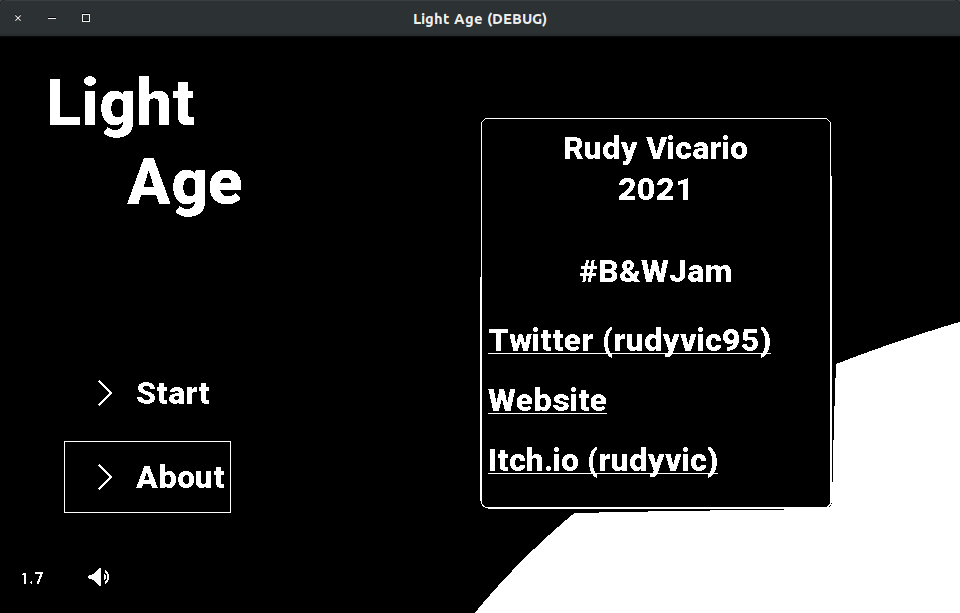 Light Age (DEBUG)
Light
Age
Rudy Vicario
2021
#B&WJam
Twitter (rudyvic95)
Website
Itch.io (rudyvic)
Start
About
1.7